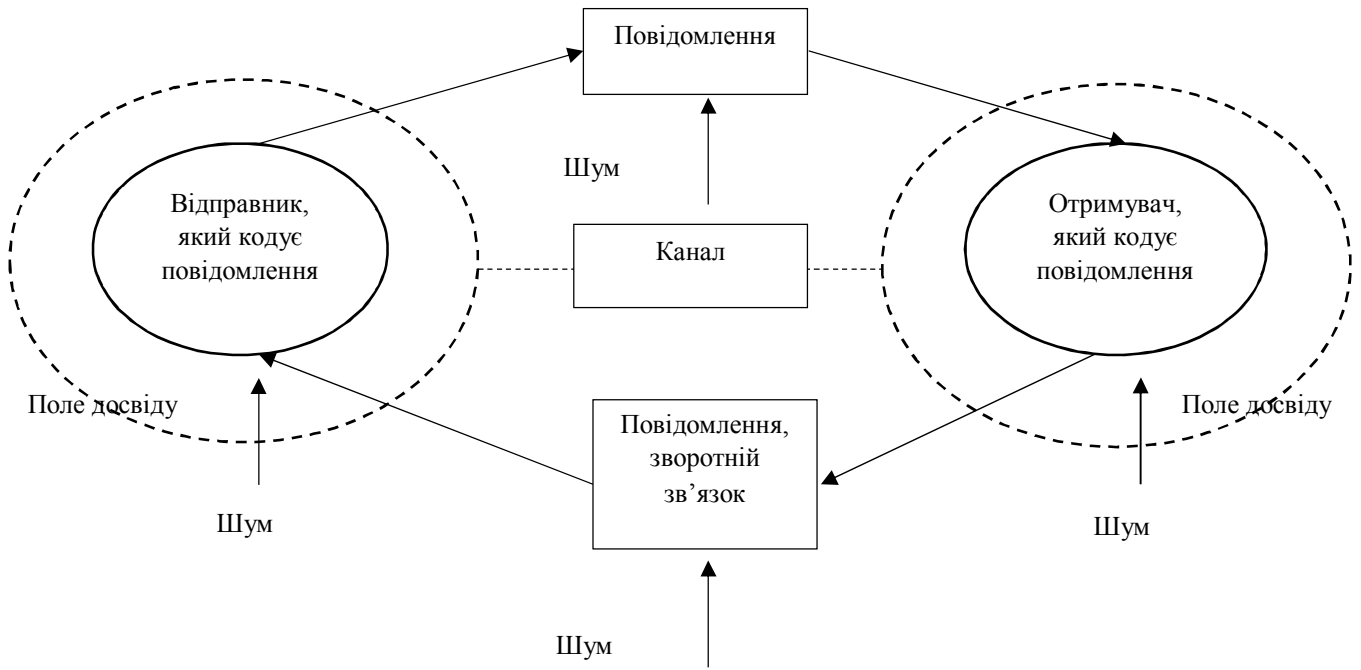 Повідомлення
Шум
Відправник,
який кодує
повідомлення
Канал
Отримувач,
який кодує
повідомлення
Поле досвіду
Повідомлення,
зворотній
зв’язок
Поле досвіду
Шум
Шум
Шум